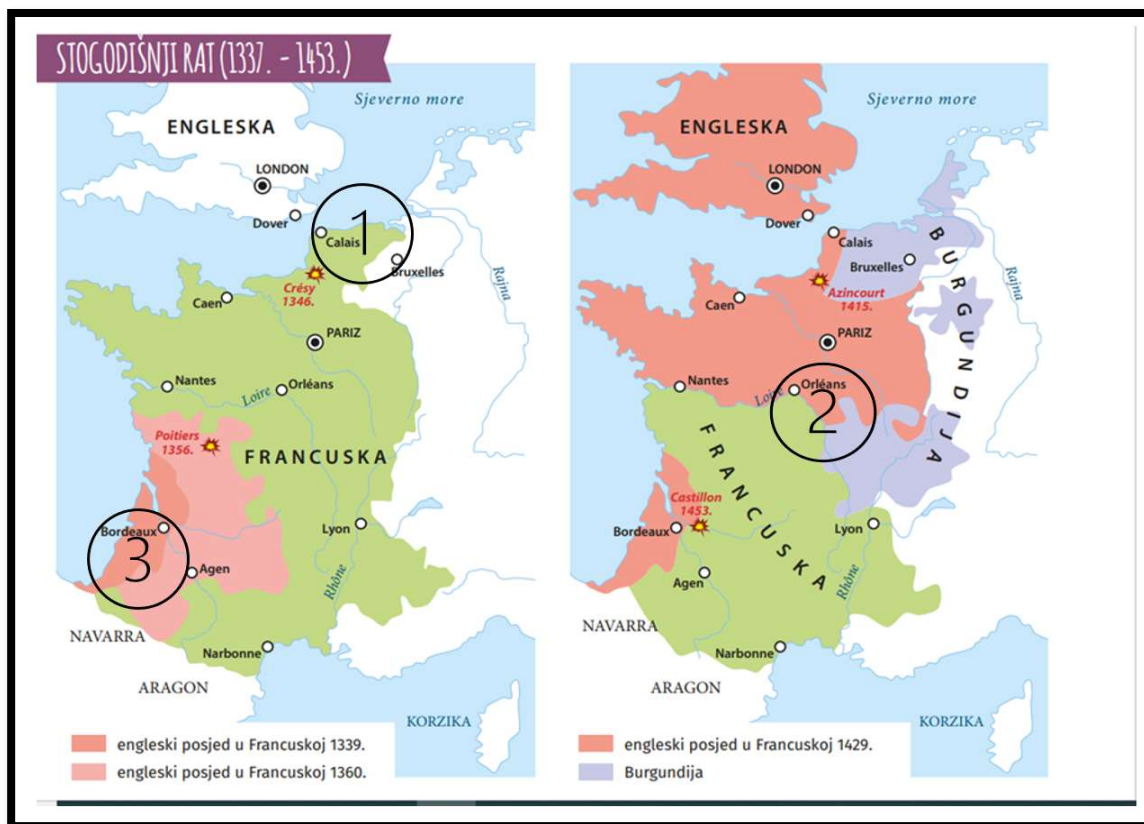 STOGODIŠNJI RAT (1337. - 1453.)
Sjeverno more
ENGLESKA
LONDON
Dover
1
Calais
Bruxelles
Rajna
Crésy
1346.
Caen
PARIZ
Nantes
Loire
Orléans
Poitiers
1356.
FRANCUSKA
Bordeaux
Lyon
3
Agen
Rhône
NAVARRA
Narbonne
ARAGON
KORZIKA
engleski posjed u Francuskoj 1339.
engleski posjed u Francuskoj 1360.
Sjeverno more
ENGLESKA
LONDON
Dover
Calais
Bruxelles
BURGUNDIJA
Rajna
Azincourt
1415.
Caen
PARIZ
Nantes
Loire
Orléans
2
FRANCUSKA
Castillon
1453.
Bordeaux
Lyon
Agen
Rhône
NAVARRA
Narbonne
ARAGON
KORZIKA
engleski posjed u Francuskoj 1429.
Burgundija